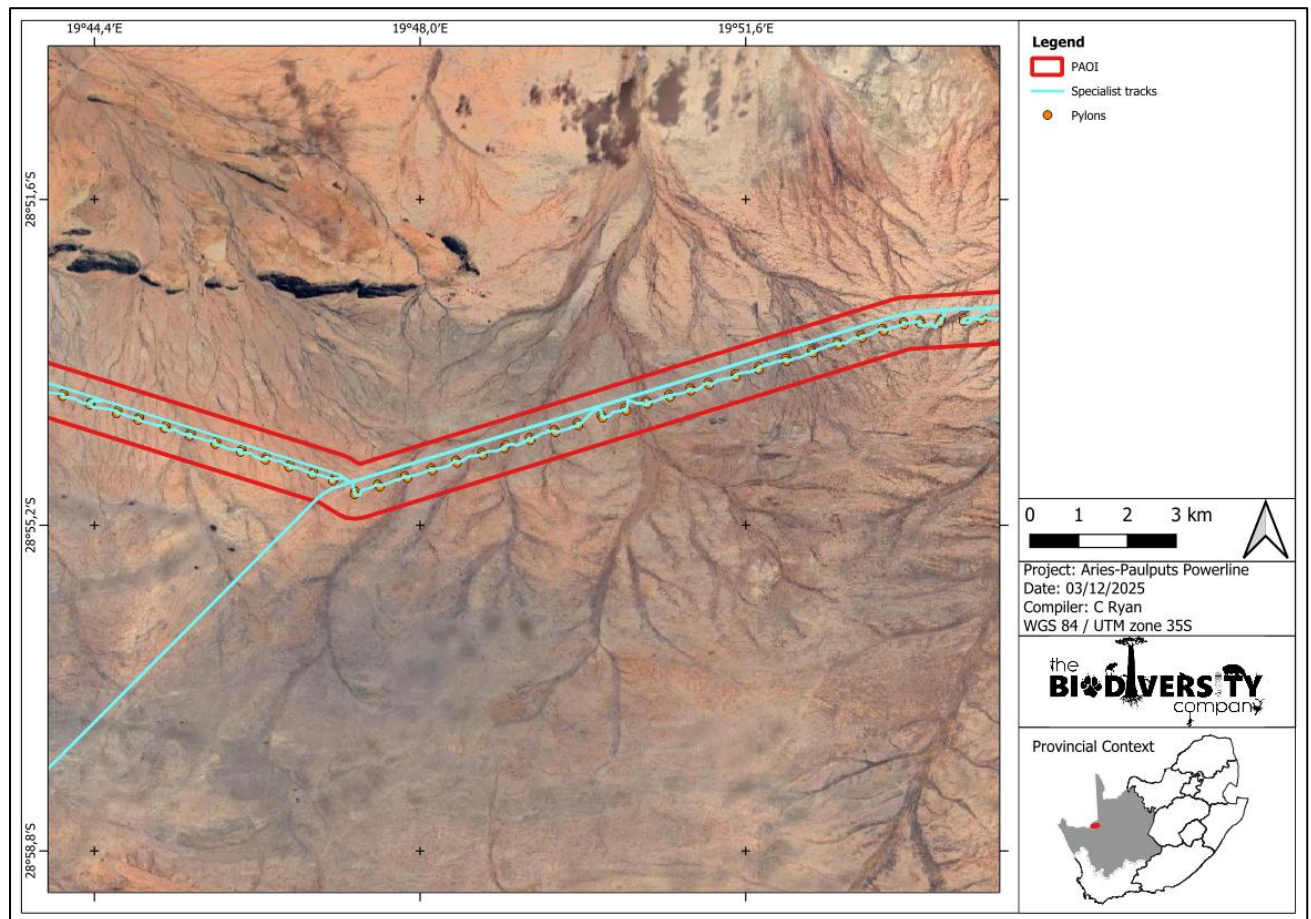 19°44,4'E 19°48,0'E 19°51,6'E
28°51,6'S
28°55,2'S
28°58,8'S
Legend
PAOI
Specialist tracks
Pylons
0 1 2 3 km
Project: Aries-Paulputs Powerline
Date: 03/12/2025
Compiler: C Ryan
WGS 84 / UTM zone 35S
the
BIODIVERSITY
company
Provincial Context